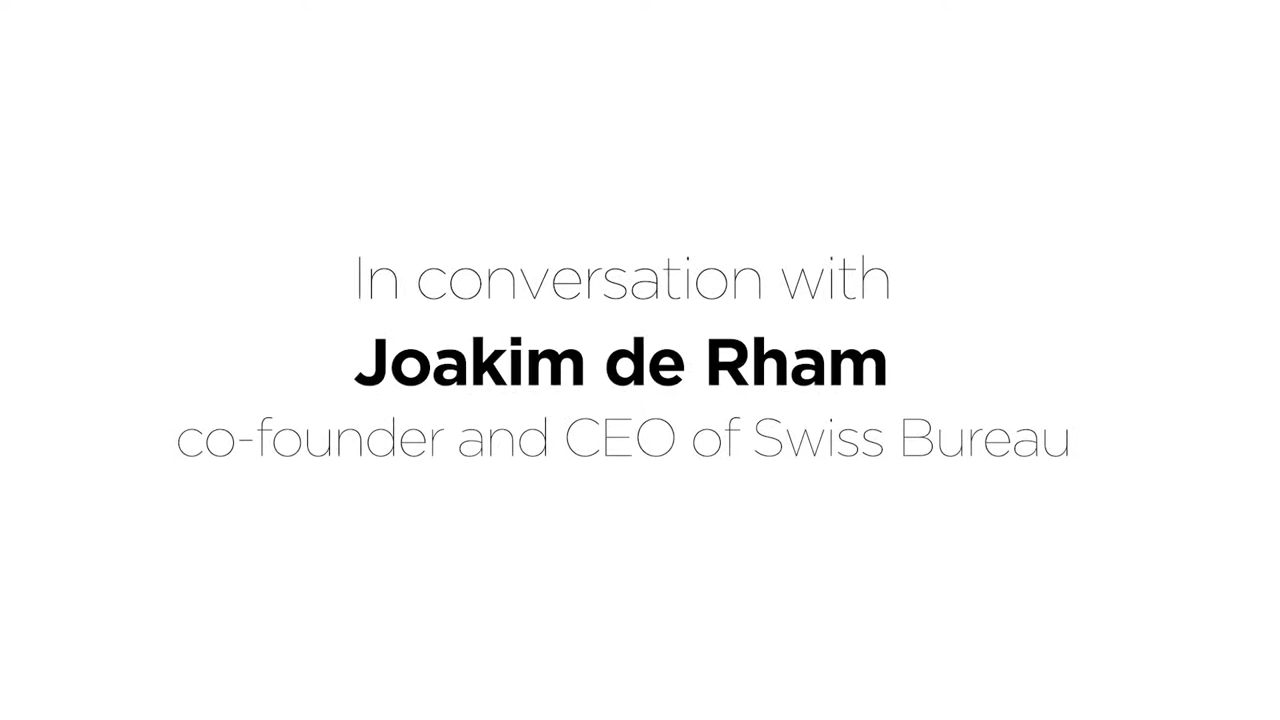 In conversation with
Joakim de Rham
co-founder and CEO of Swiss Bureau